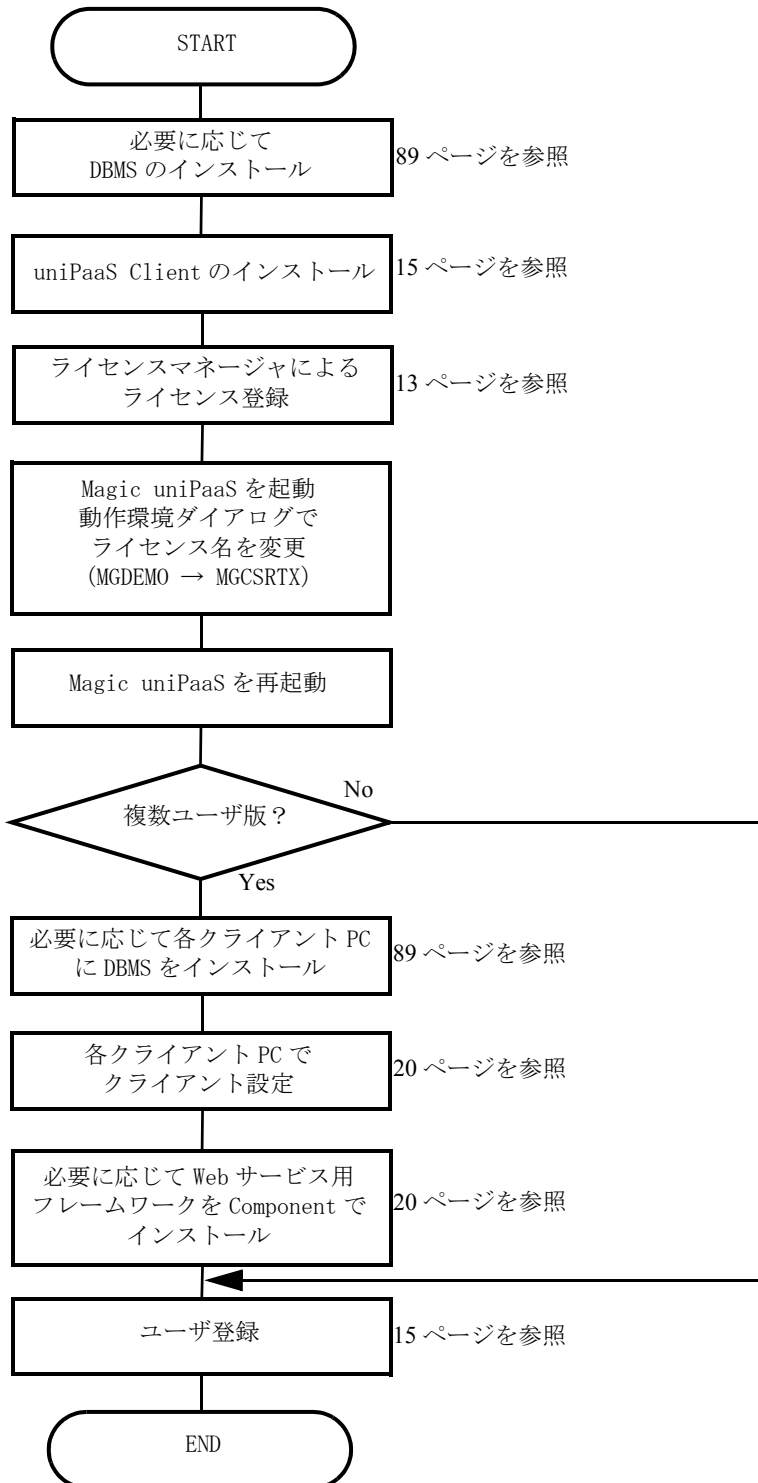 START
必要に応じて
DBMS のインストール
89 ページを参照
uniPaaS Client のインストール
15 ページを参照
ライセンスマネージャによる
ライセンス登録
13 ページを参照
Magic uniPaaS を起動
動作環境ダイアログで
ライセンス名を変更
(MGDEMO → MGCSRTX)
Magic uniPaaS を再起動
複数ユーザ版？
No
Yes
必要に応じて各クライアント PC
に DBMS をインストール
89 ページを参照
各クライアント PC で
クライアント設定
20 ページを参照
必要に応じて Web サービス用
フレームワークを Component で
インストール
20 ページを参照
ユーザ登録
15 ページを参照
END